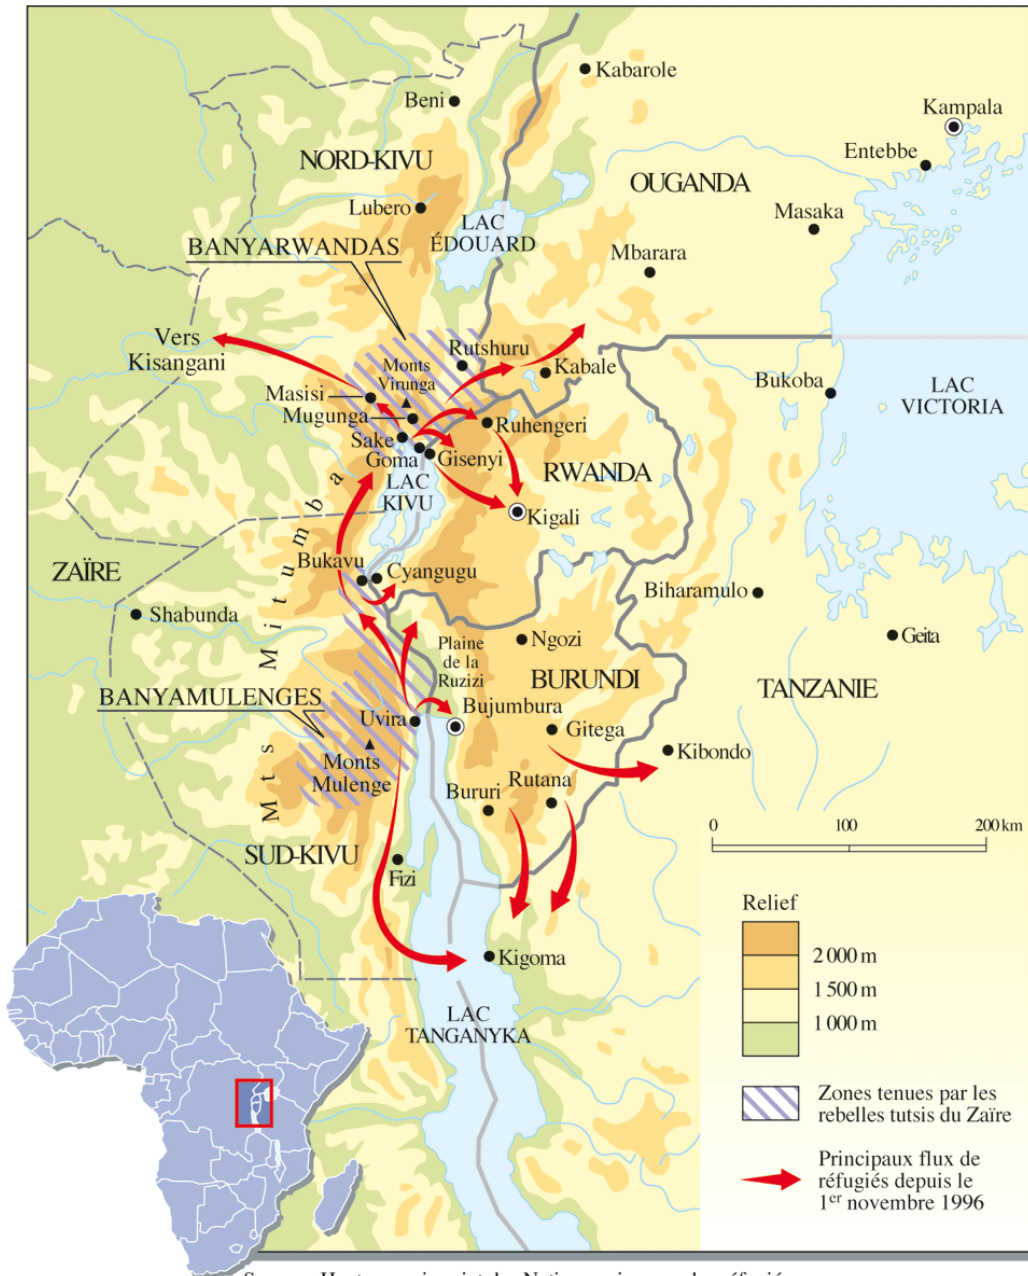 Kabarole
Beni
Kampala
Entebbe
NORD-KIVU
OUGANDA
Lubero
Masaka
LAC
ÉDOUARD
BANYARWANDAS
Mbarara
Vers
Kisangani
Rutshuru
Monts
Virunga
Kabale
Masisi
Bukoba
LAC
VICTORIA
Mugunga
Ruhengeri
Sake
Goma
Gisenyi
LAC
KIVU
RWANDA
Kigali
Mts Mitumba
ZAÏRE
Bukavu
Cyangugu
Biharamulo
Shabunda
Ngozi
Geita
Plaine
de la
Ruzizi
BURUNDI
TANZANIE
BANYAMULENGES
Uvira
Bujumbura
Gitega
Kibondo
Monts
Mulenge
Bururi
Rutana
0 100 200 km
SUD-KIVU
Fizi
Relief
2 000 m
1 500 m
1 000 m
Kigoma
LAC
TANGANYKA
Zones tenues par les
rebelles tutsis du Zaïre
Principaux flux de
réfugiés depuis le
1er novembre 1996